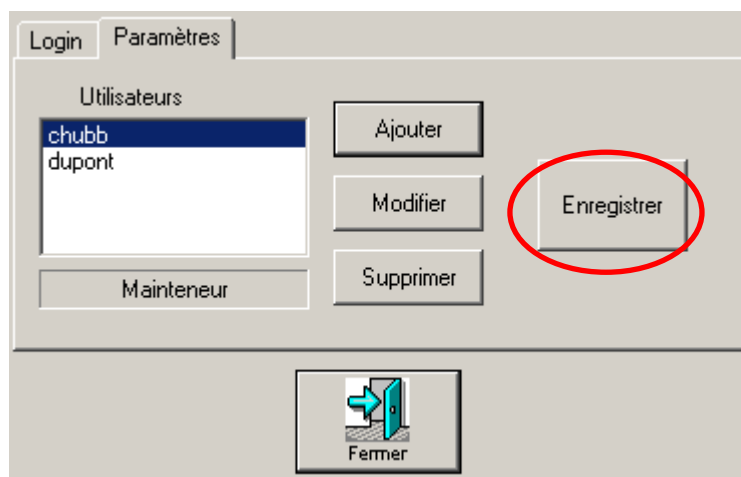 Login Paramètres
Utilisateurs
chubb
dupont
Mainteneur
Ajouter
Modifier
Supprimer
Enregistrer
Fermer